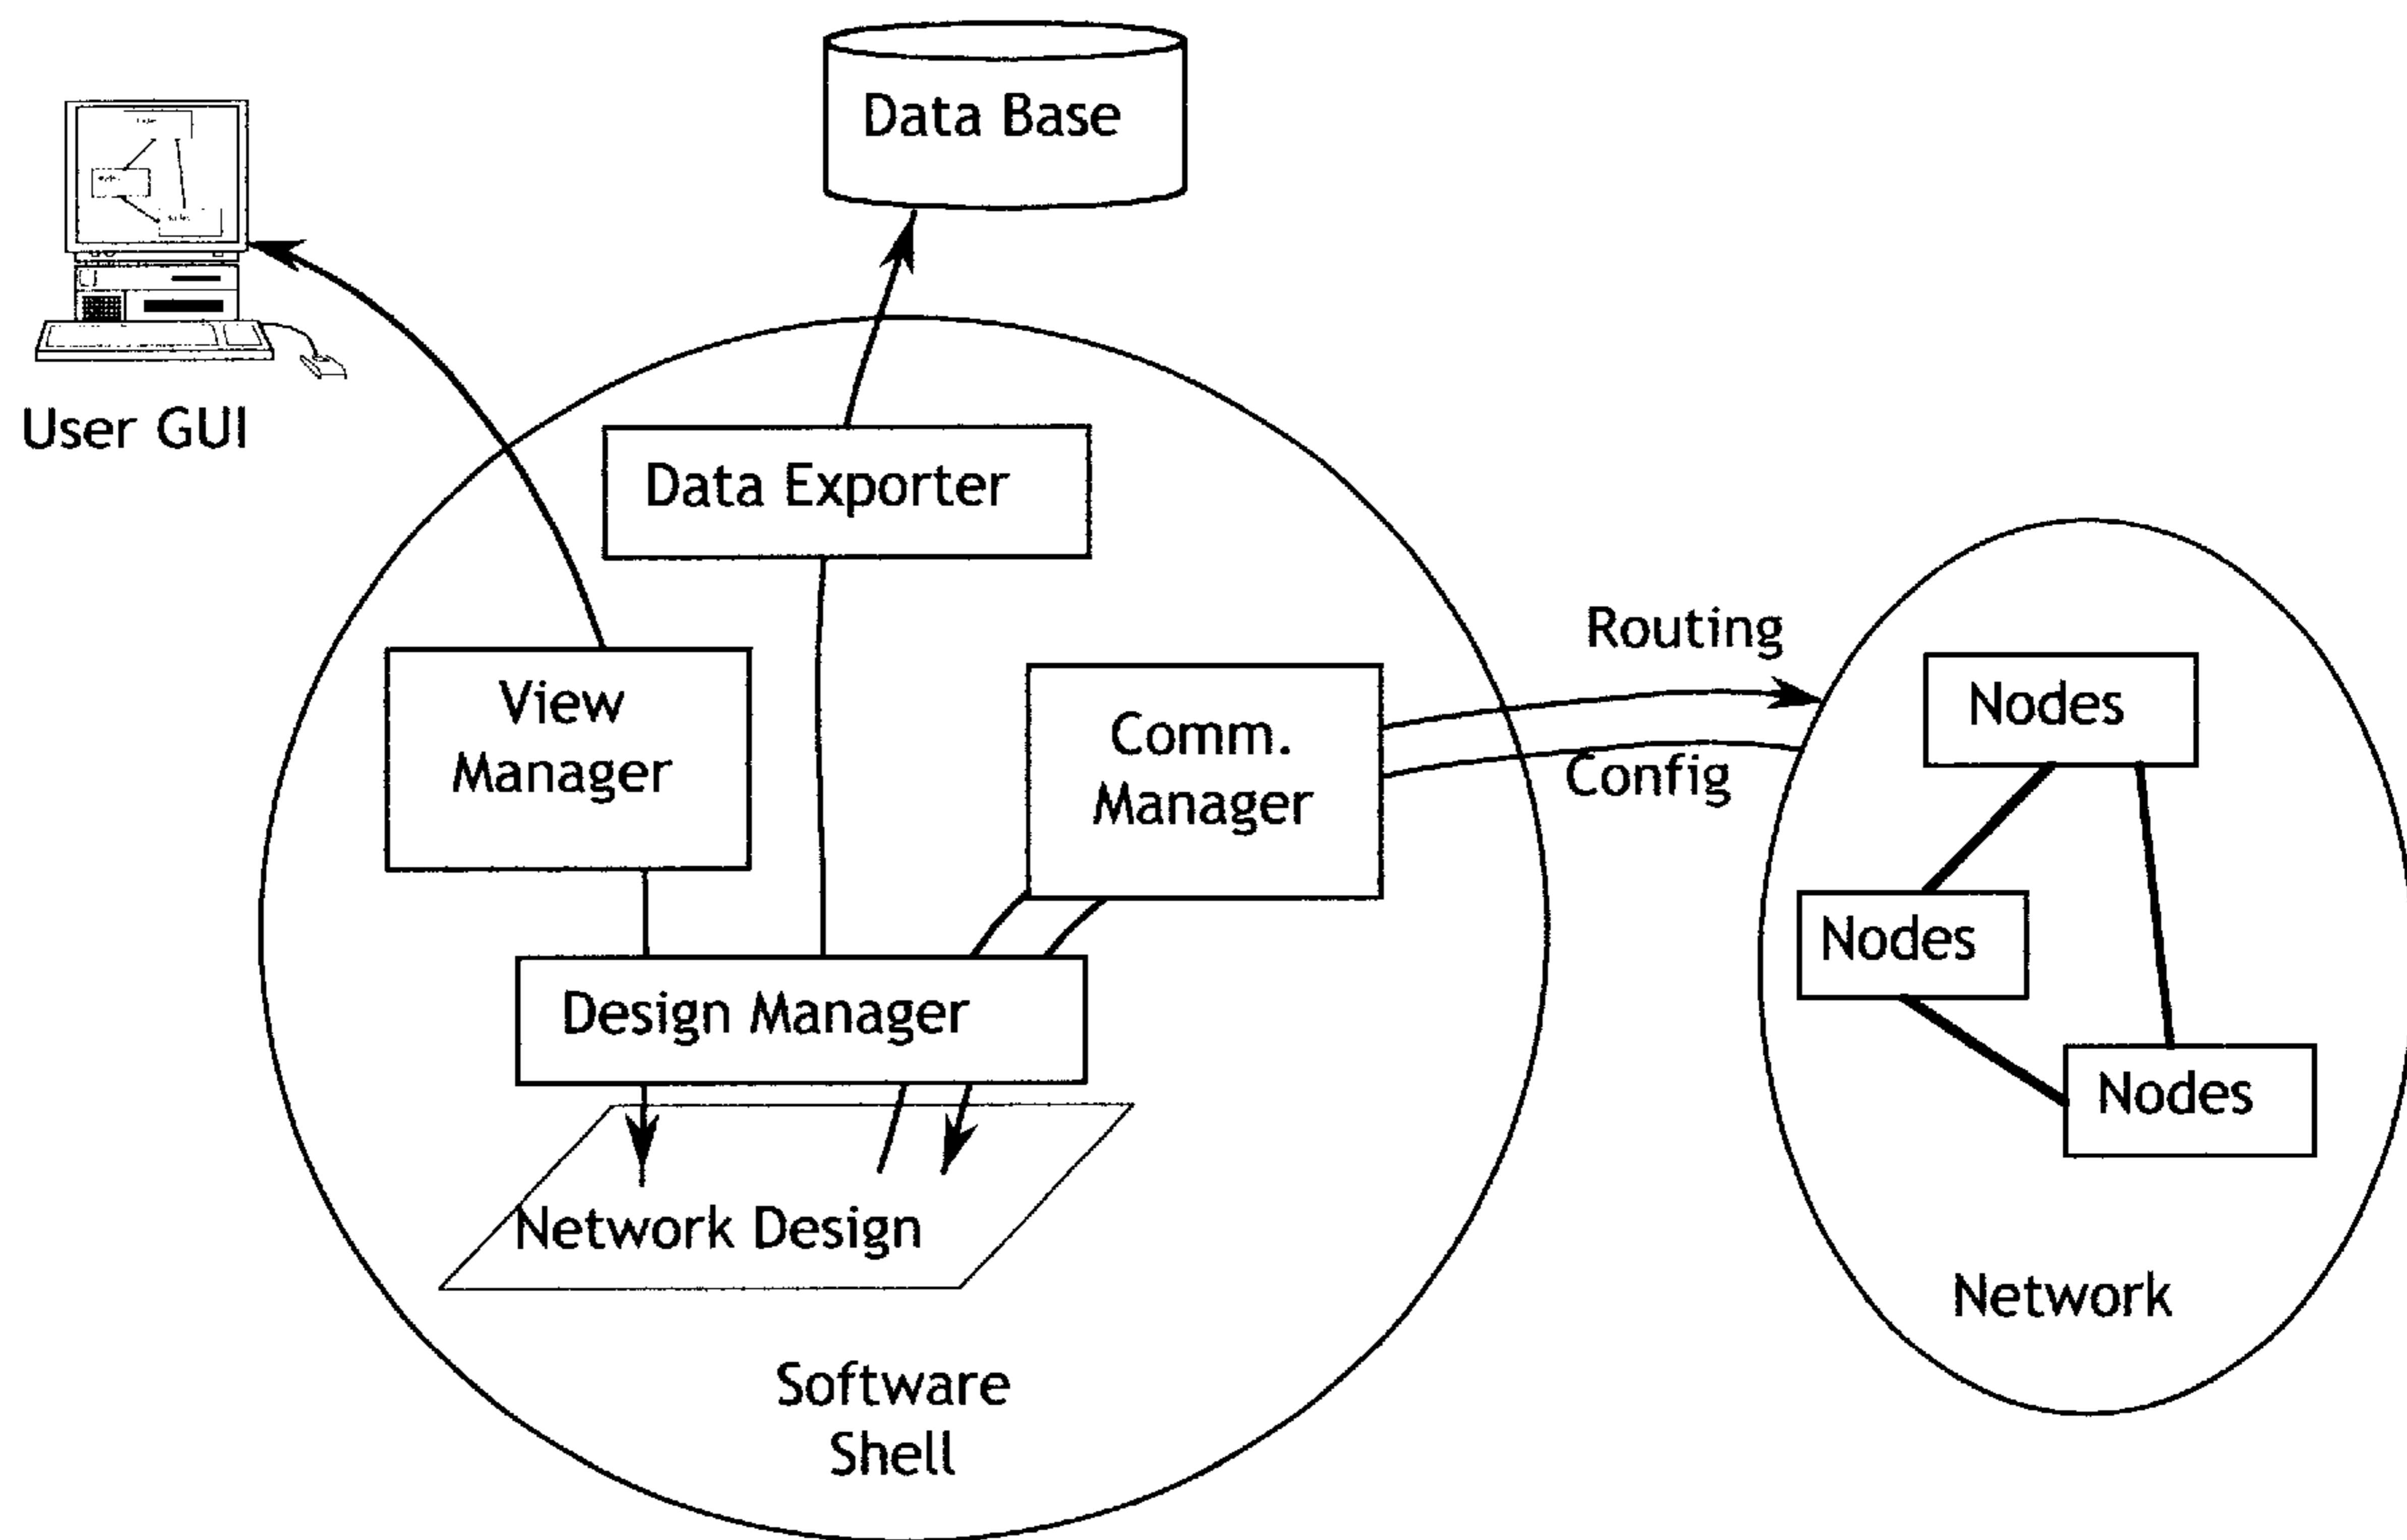 Data Base
User GUI
Data Exporter
View
Manager
Comm.
Manager
Routing
Config
Nodes
Nodes
Nodes
Network
Design Manager
Network Design
Software
Shell